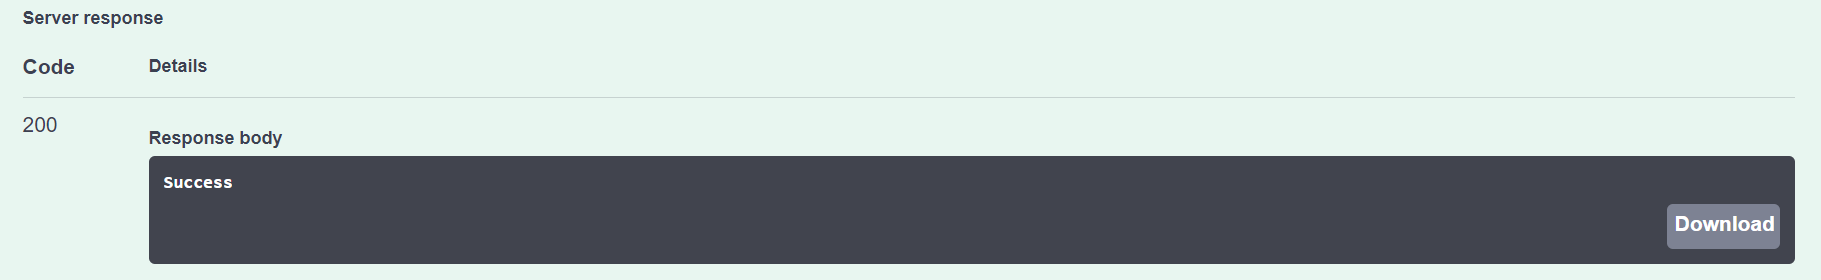 Server response
Code Details
200
Response body
Success
Download